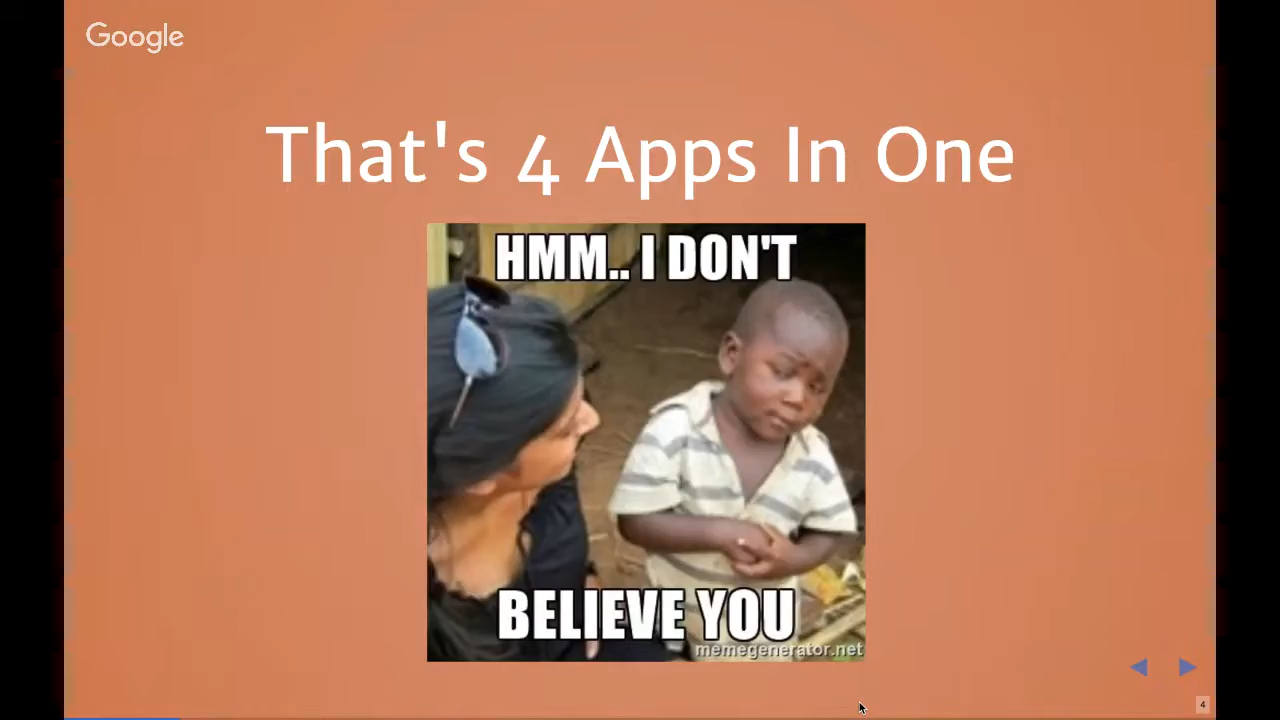 Google
That's 4 Apps In One
HMM.. I DON'T
BELIEVE YOU
memegenerator.net
4